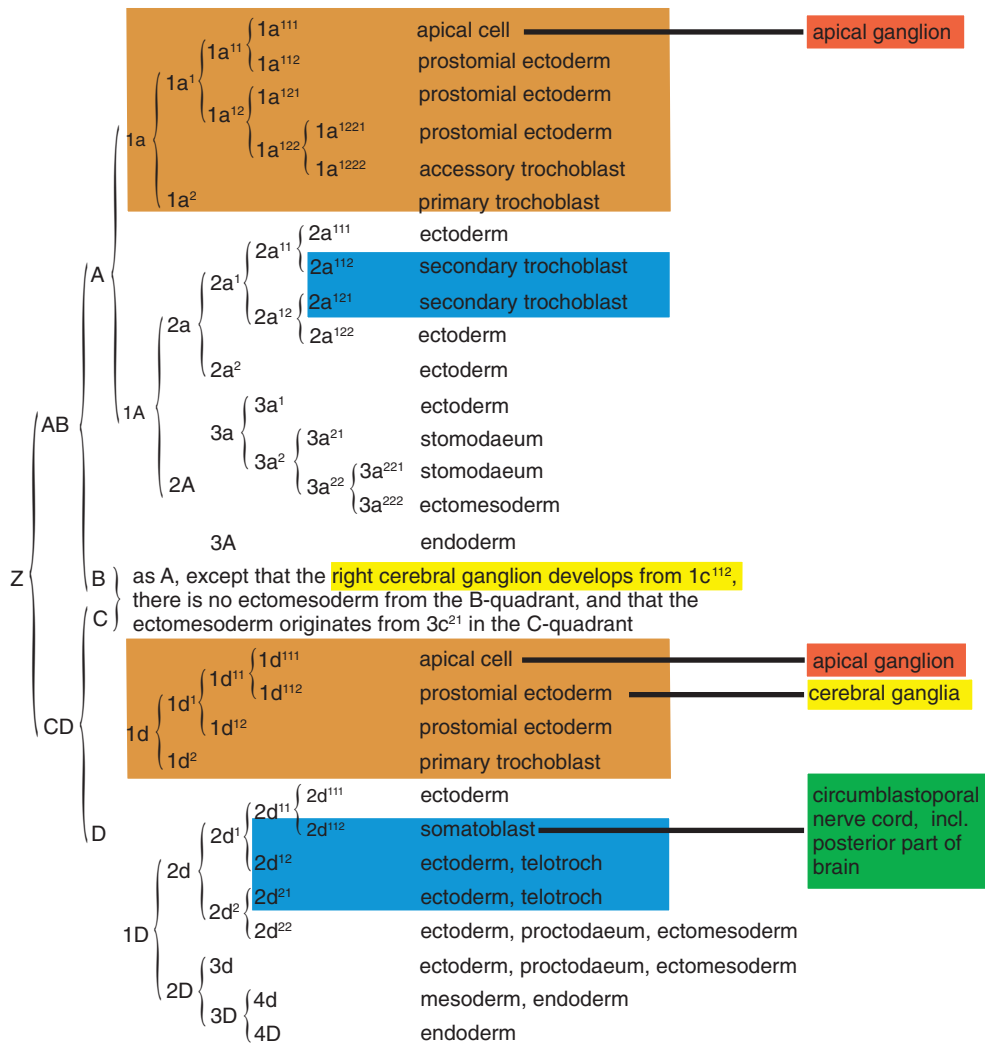 1a¹¹¹ apical cell apical ganglion
1a¹¹
1a¹¹² prostomial ectoderm
1a¹
1a¹²¹ prostomial ectoderm
1a¹²
1a¹²²¹ prostomial ectoderm
1a
1a¹²²
1a¹²²² accessory trochoblast
1a² primary trochoblast
2a¹¹¹ ectoderm
2a¹¹
2a¹¹² secondary trochoblast
A
2a¹
2a¹²¹ secondary trochoblast
2a
2a¹²
2a¹²² ectoderm
2a² ectoderm
3a¹ ectoderm
1A
AB
3a
3a²¹ stomodaeum
3a²
3a²²¹ stomodaeum
2A
3a²²
3a²²² ectomesoderm
3A endoderm
Z
B
C
as A, except that the right cerebral ganglion develops from 1c¹¹²,
there is no ectomesoderm from the B-quadrant, and that the
ectomesoderm originates from 3c²¹ in the C-quadrant
1d¹¹¹ apical cell apical ganglion
1d¹¹
1d¹¹² prostomial ectoderm cerebral ganglia
1d¹
CD
1d¹² prostomial ectoderm
1d
1d² primary trochoblast
2d¹¹¹ ectoderm
2d¹¹
2d¹¹² somatoblast
circumblastoporal
nerve cord, incl.
posterior part of
brain
D
2d¹
2d¹² ectoderm, telotroch
2d
2d²¹ ectoderm, telotroch
2d²
2d²² ectoderm, proctodaeum, ectomesoderm
1D
3d ectoderm, proctodaeum, ectomesoderm
2D
4d mesoderm, endoderm
3D
4D endoderm